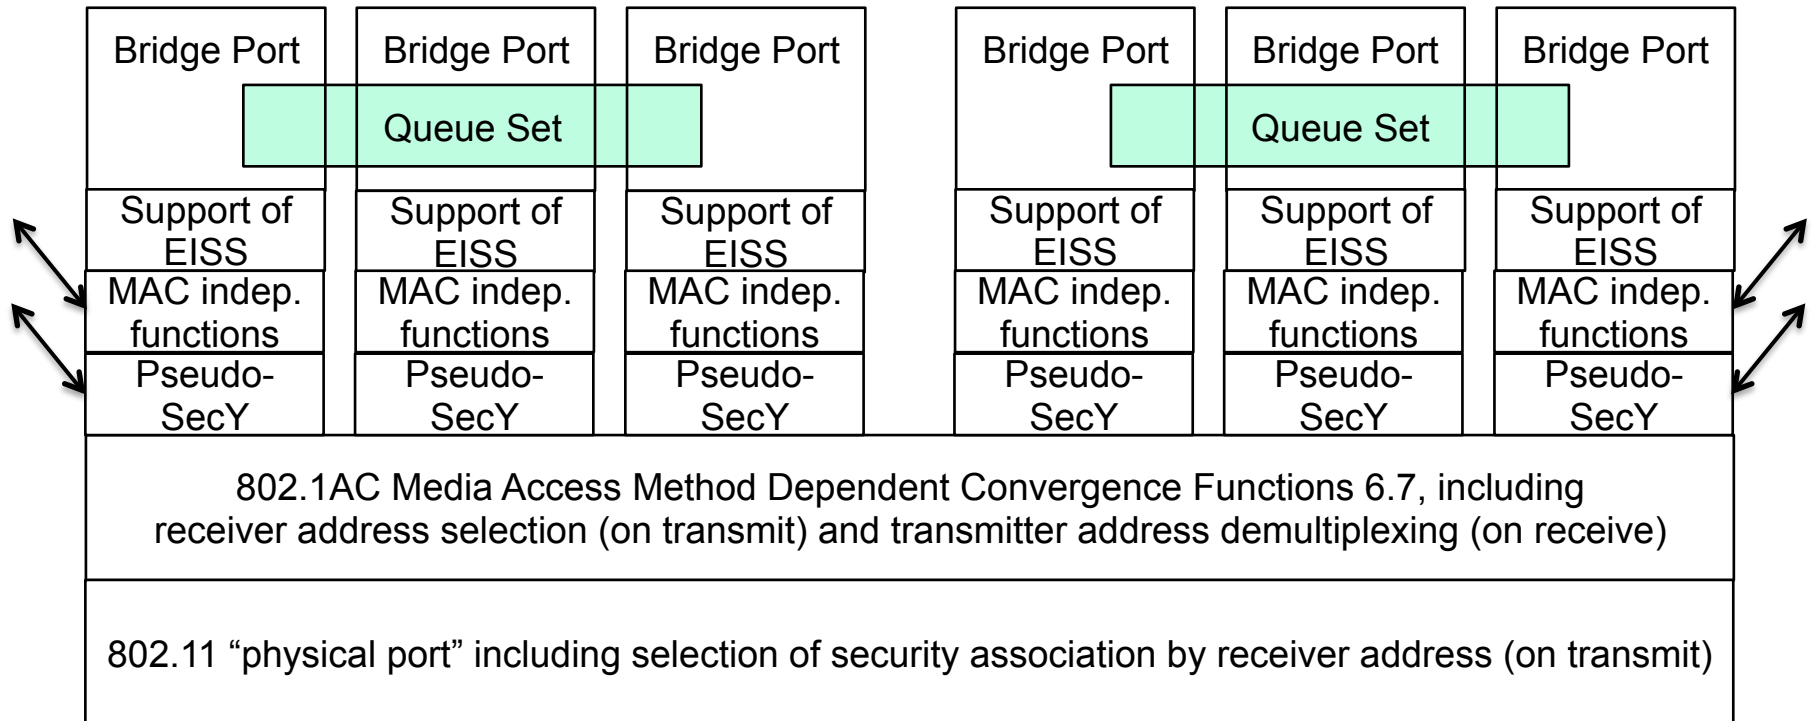 Bridge Port Bridge Port Bridge Port Bridge Port Bridge Port Bridge Port
Queue Set Queue Set
Support of Support of Support of Support of Support of Support of
EISS EISS EISS EISS EISS EISS
MAC indep. MAC indep. MAC indep. MAC indep. MAC indep. MAC indep.
functions functions functions functions functions functions
Pseudo- Pseudo- Pseudo- Pseudo- Pseudo- Pseudo-
SecY SecY SecY SecY SecY SecY
802.1AC Media Access Method Dependent Convergence Functions 6.7, including
receiver address selection (on transmit) and transmitter address demultiplexing (on receive)
802.11 “physical port” including selection of security association by receiver address (on transmit)